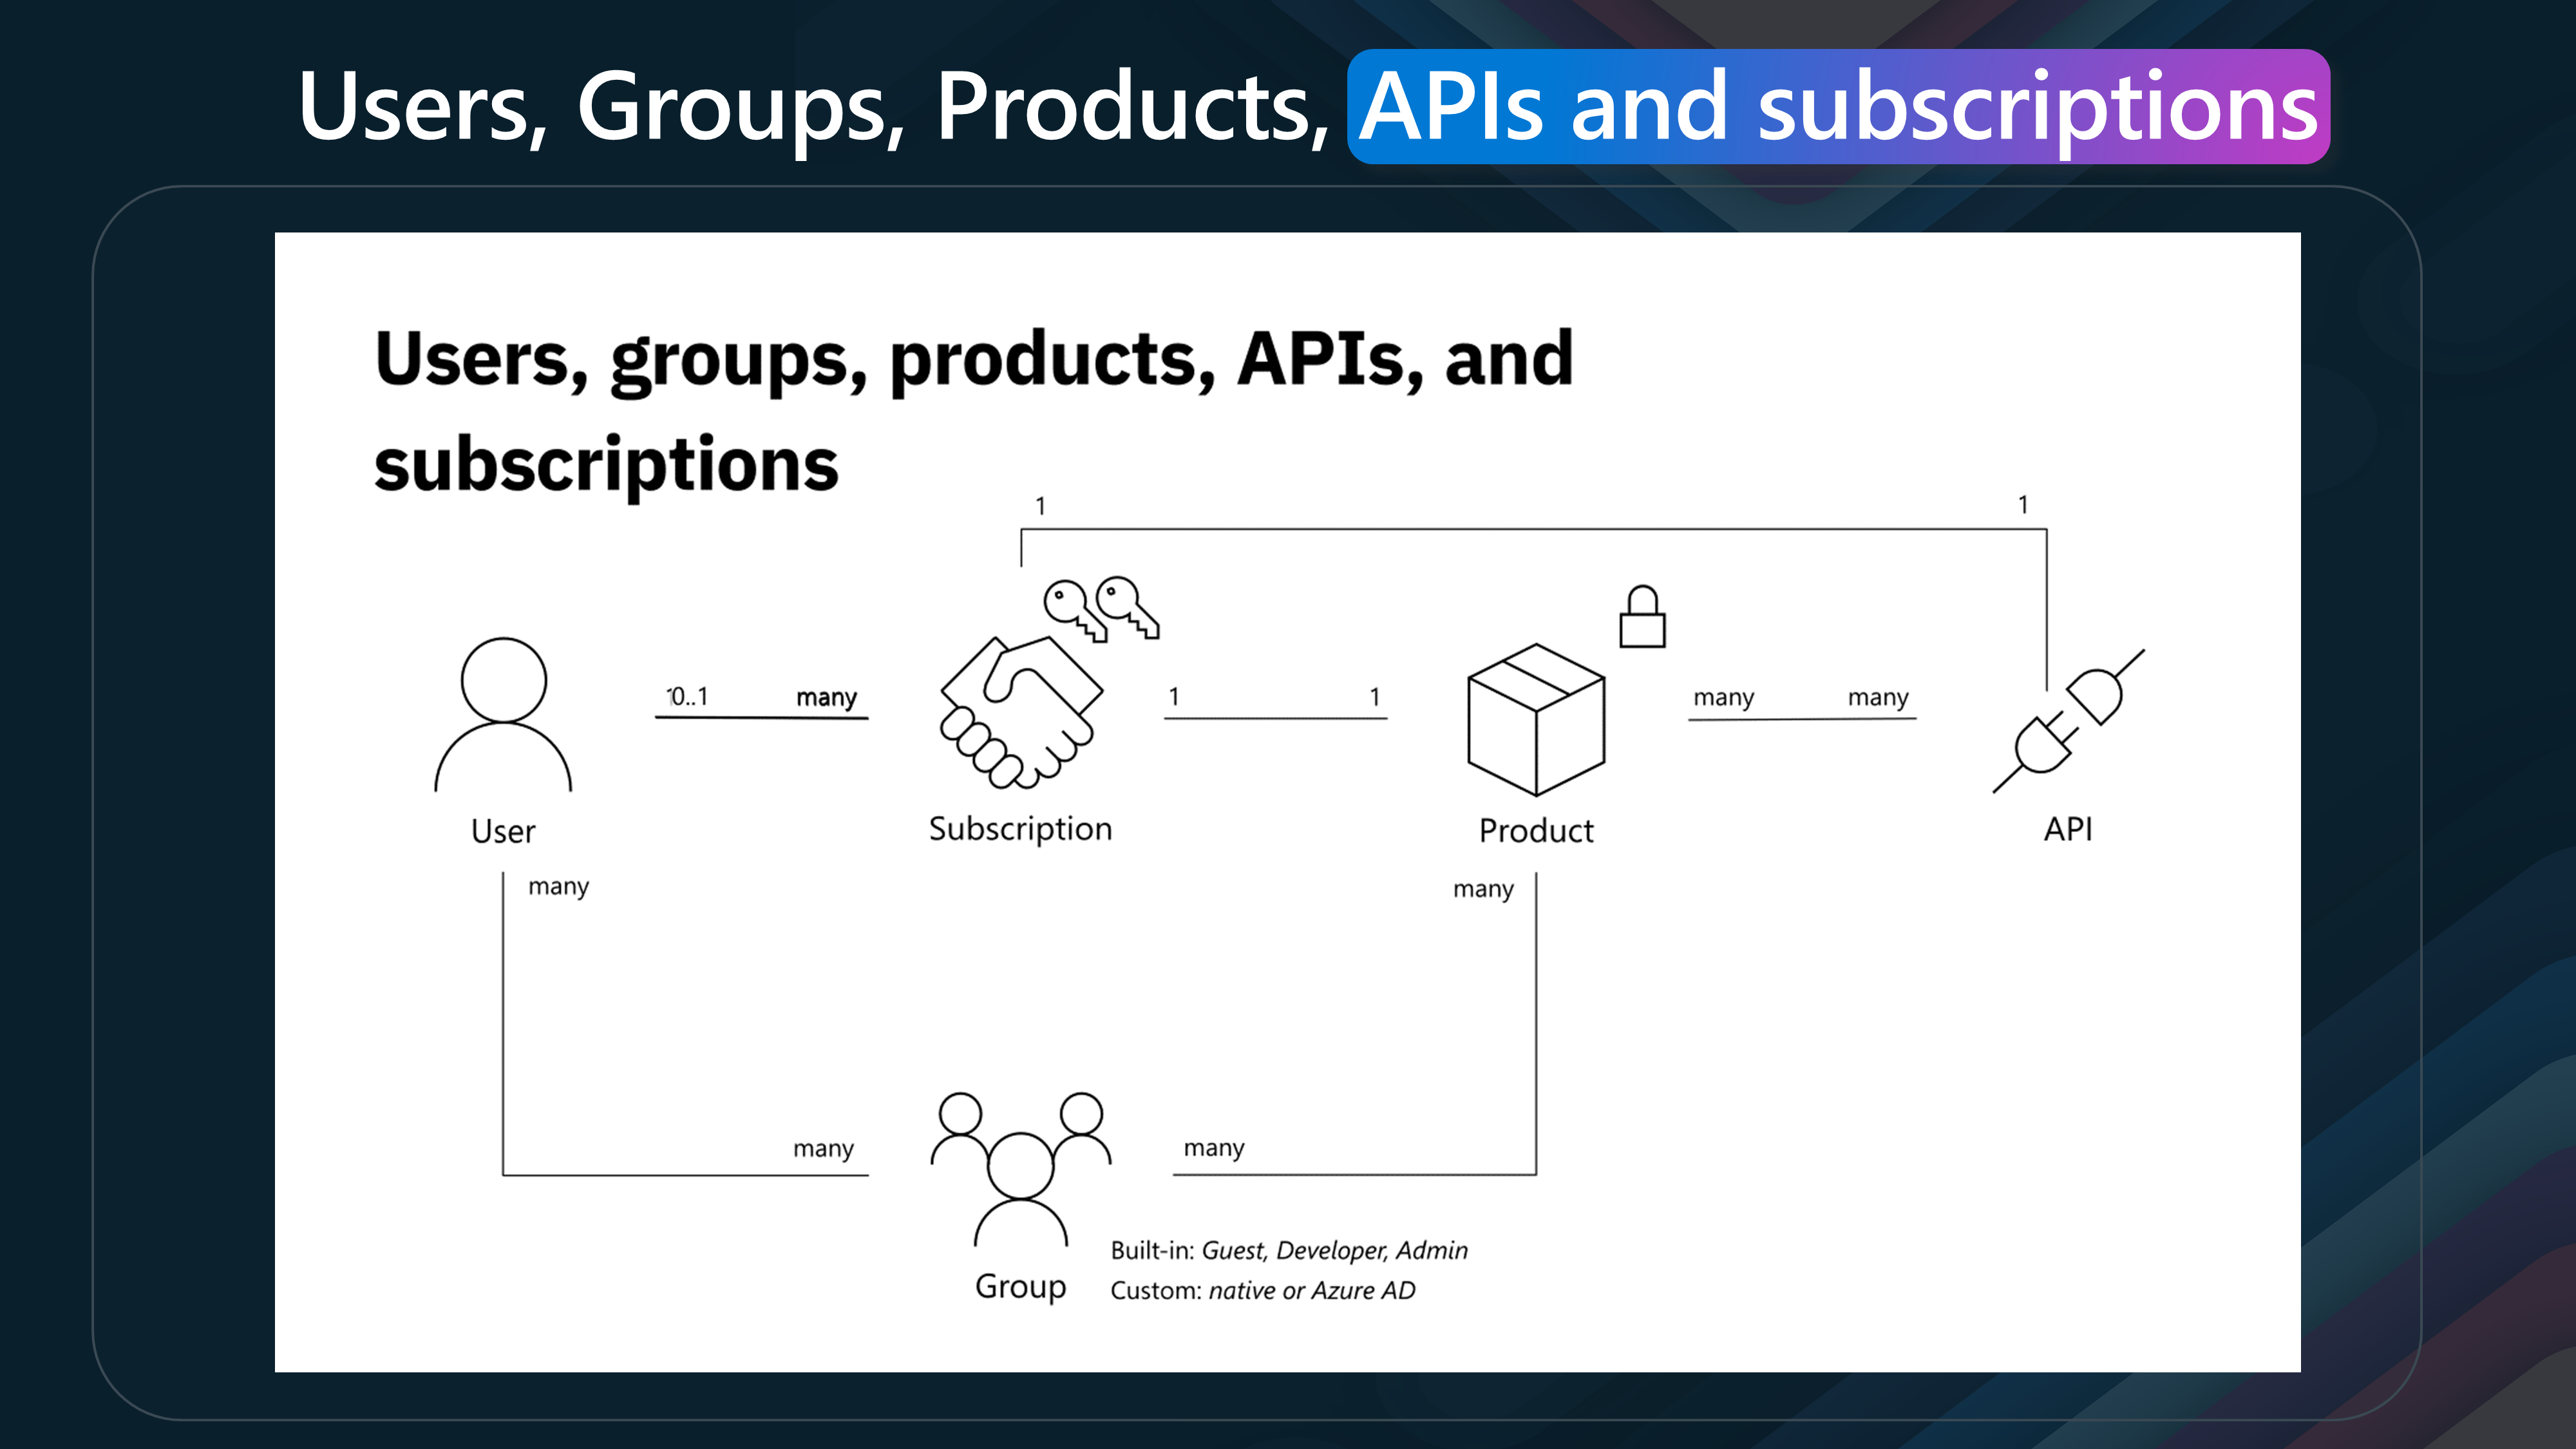 Users, Groups, Products, APIs and subscriptions
Users, groups, products, APIs, and
subscriptions
1 1
0..1 many 1 1 many many
User Subscription Product API
many many
many many
Built-in: Guest, Developer, Admin
Group Custom: native or Azure AD